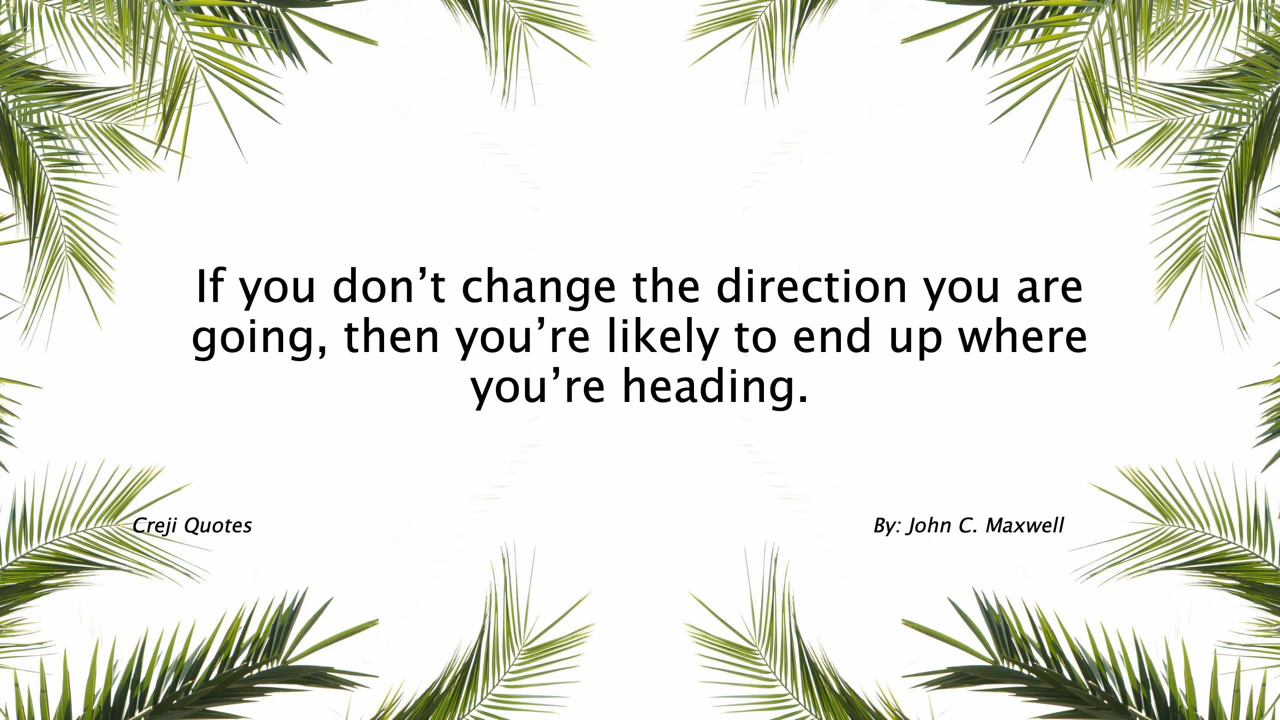 If you don’t change the direction you are
going, then you’re likely to end up where
you’re heading.
Creji Quotes
By: John C. Maxwell